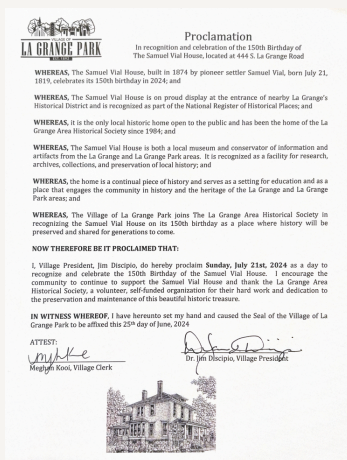 VILLAGE OF
LA GRANGE PARK
EST. 1892
Proclamation
In recognition and celebration of the 150th Birthday of
The Samuel Vial House, located at 444 S. La Grange Road
WHEREAS, The Samuel Vial House, built in 1874 by pioneer settler Samuel Vial, born July 21,
1819, celebrates its 150th birthday in 2024; and
WHEREAS, The Samuel Vial House is on proud display at the entrance of nearby La Grange's
Historical District and is recognized as part of the National Register of Historical Places; and
WHEREAS, it is the only local historic home open to the public and has been the home of the
La Grange Area Historical Society since 1984; and
WHEREAS, The Samuel Vial House is both a local museum and conservator of information and
artifacts from the La Grange and La Grange Park areas. It is recognized as a facility for research,
archives, collections, and preservation of local history; and
WHEREAS, the home is a continual piece of history and serves as a setting for education and as a
place that engages the community in history and the heritage of the La Grange and La Grange
Park areas; and
WHEREAS, The Village of La Grange Park joins The La Grange Area Historical Society in
recognizing the Samuel Vial House on its 150th birthday as a place where history will be
preserved and shared for generations to come.
NOW THEREFORE BE IT PROCLAIMED THAT:
I, Village President, Jim Discipio, do hereby proclaim Sunday, July 21st, 2024 as a day to
recognize and celebrate the 150th Birthday of the Samuel Vial House. I encourage the
community to continue to support the Samuel Vial House and thank the La Grange Area
Historical Society, a volunteer, self-funded organization for their hard work and dedication to
the preservation and maintenance of this beautiful historic treasure.
IN WITNESS WHEREOF, I have hereunto set my hand and caused the Seal of the Village of La
Grange Park to be affixed this 25th day of June, 2024
ATTEST:
Meghan Kooi, Village Clerk
Dr. Jim Discipio, Village President